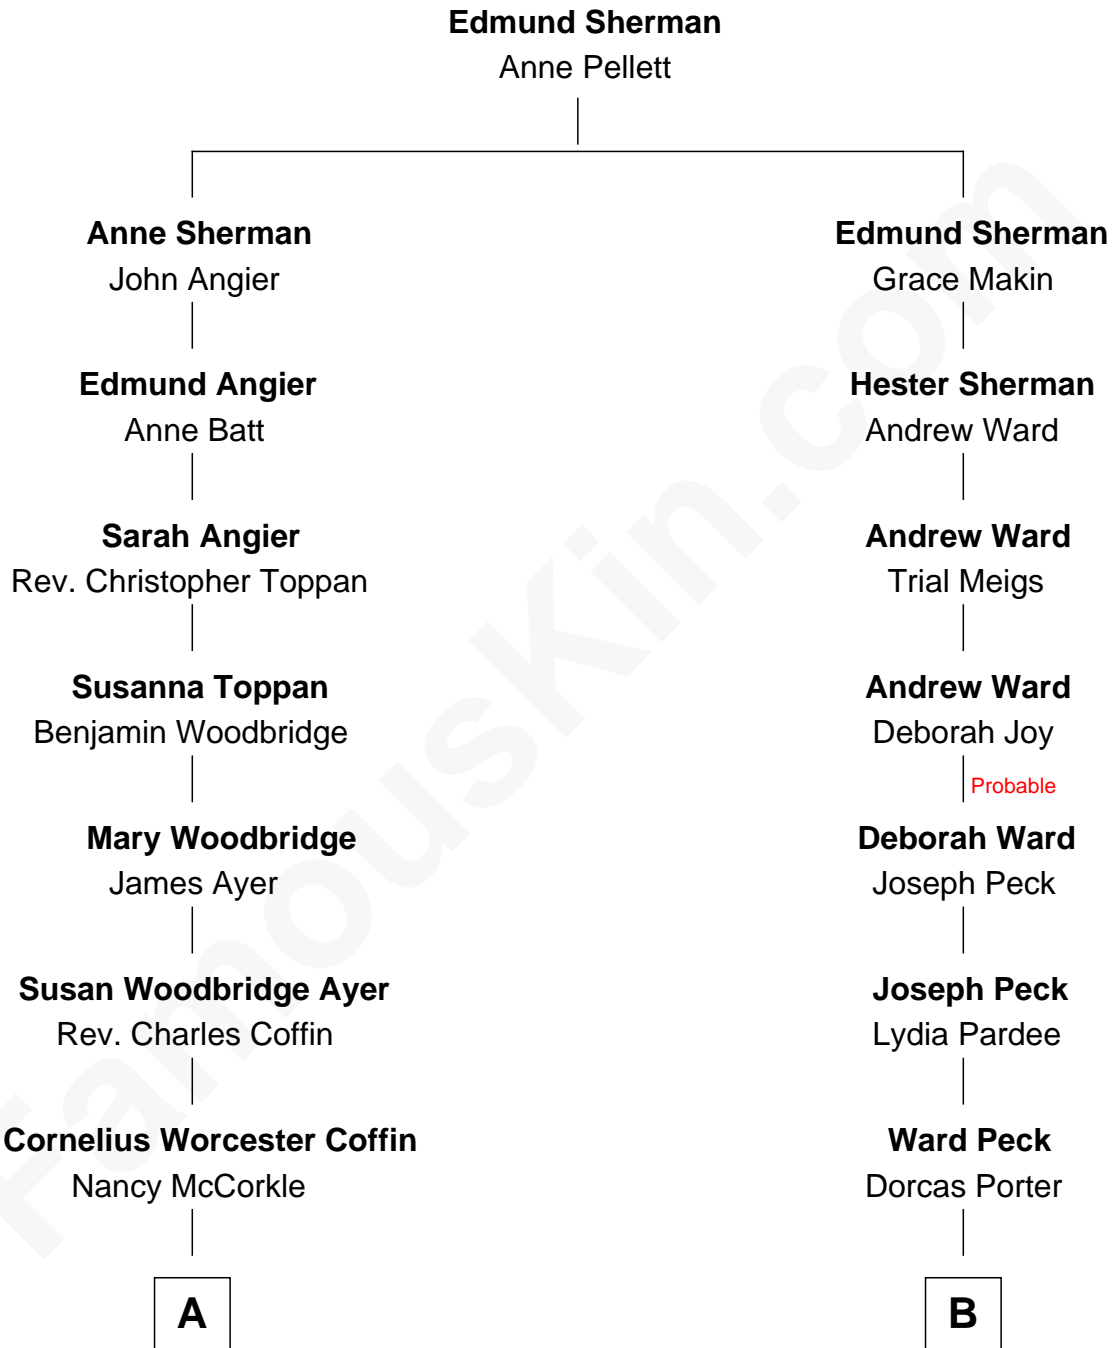 Edmund Sherman
Anne Pellett
Anne Sherman
John Angier
Edmund Sherman
Grace Makin
Edmund Angier
Anne Batt
Hester Sherman
Andrew Ward
Sarah Angier
Rev. Christopher Toppan
Andrew Ward
Trial Meigs
Susanna Toppan
Benjamin Woodbridge
Andrew Ward
Deborah Joy
Probable
Mary Woodbridge
James Ayer
Deborah Ward
Joseph Peck
Susan Woodbridge Ayer
Rev. Charles Coffin
Joseph Peck
Lydia Pardee
Cornelius Worcester Coffin
Nancy McCorkle
Ward Peck
Dorcas Porter
A
B
FamousKin.com